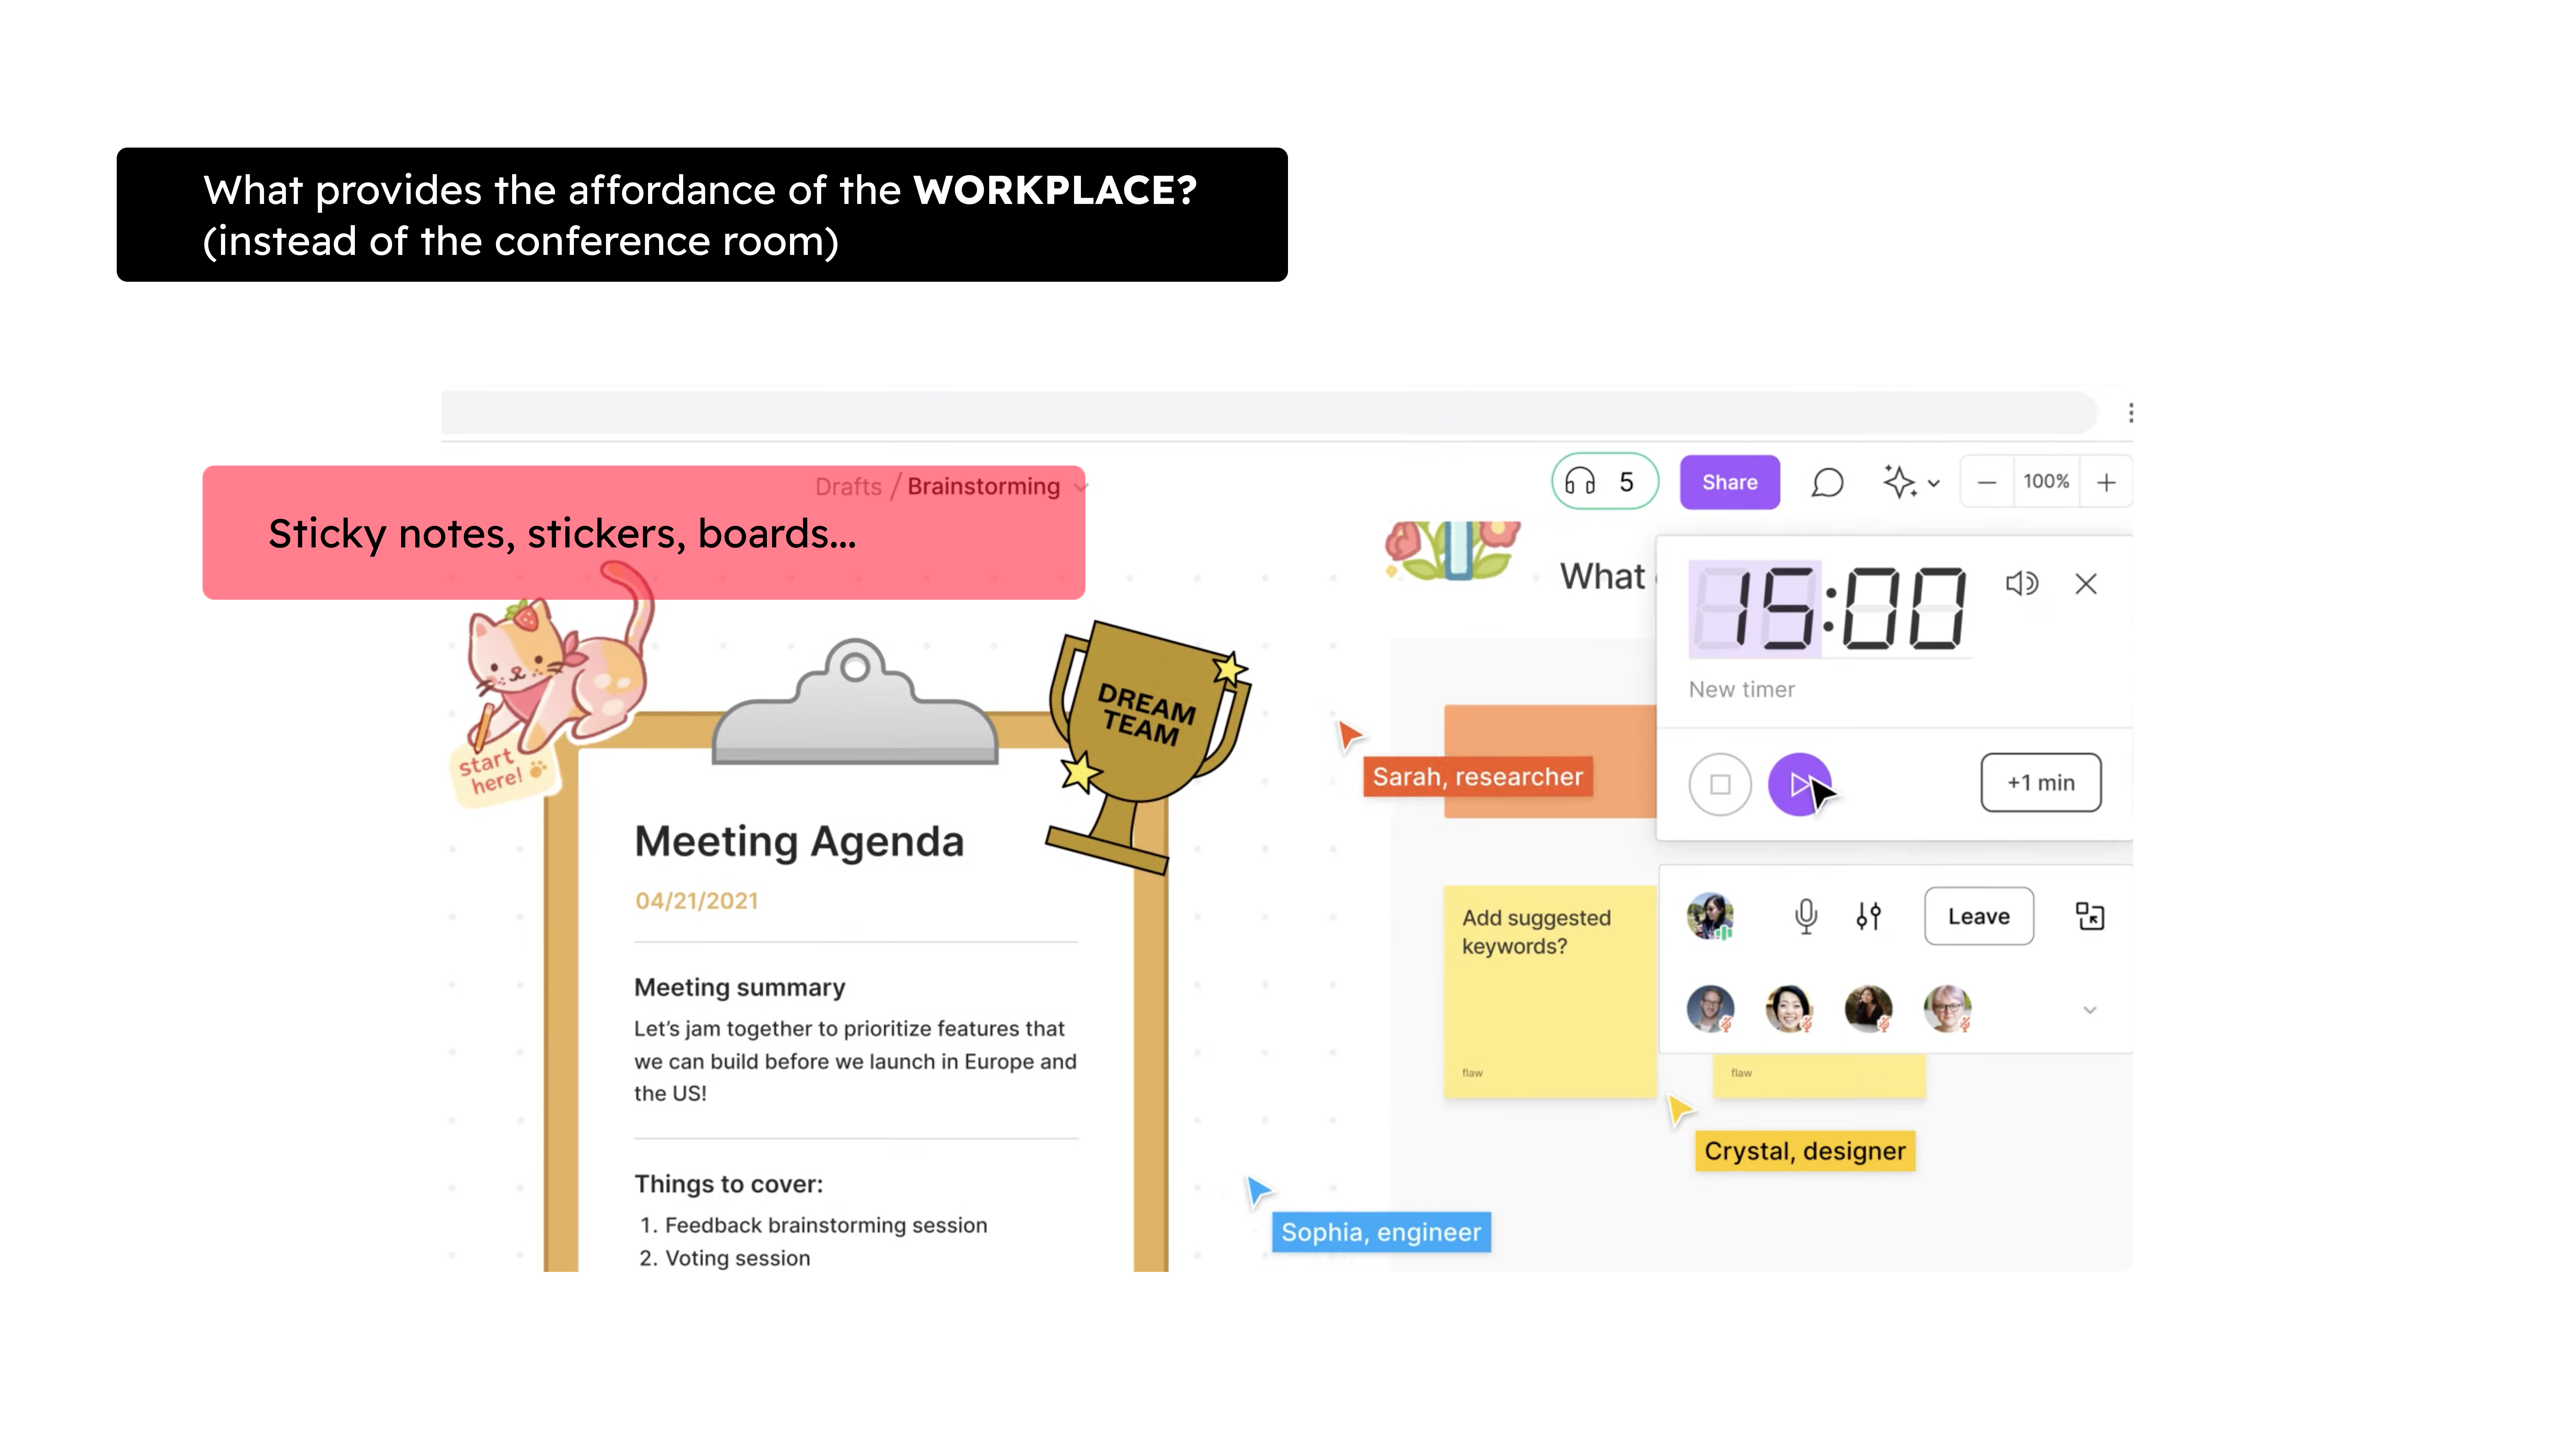 What provides the affordance of the WORKPLACE?
(instead of the conference room)
Drafts / Brainstorming
Sticky notes, stickers, boards...
5
Share
100%
What
15:00
New timer
+1 min
start
here!
DREAM
TEAM
Sarah, researcher
Meeting Agenda
04/21/2021
Meeting summary
Let's jam together to prioritize features that
we can build before we launch in Europe and
the US!
Things to cover:
1. Feedback brainstorming session
2. Voting session
Add suggested
keywords?
flaw
Leave
flaw
Crystal, designer
Sophia, engineer